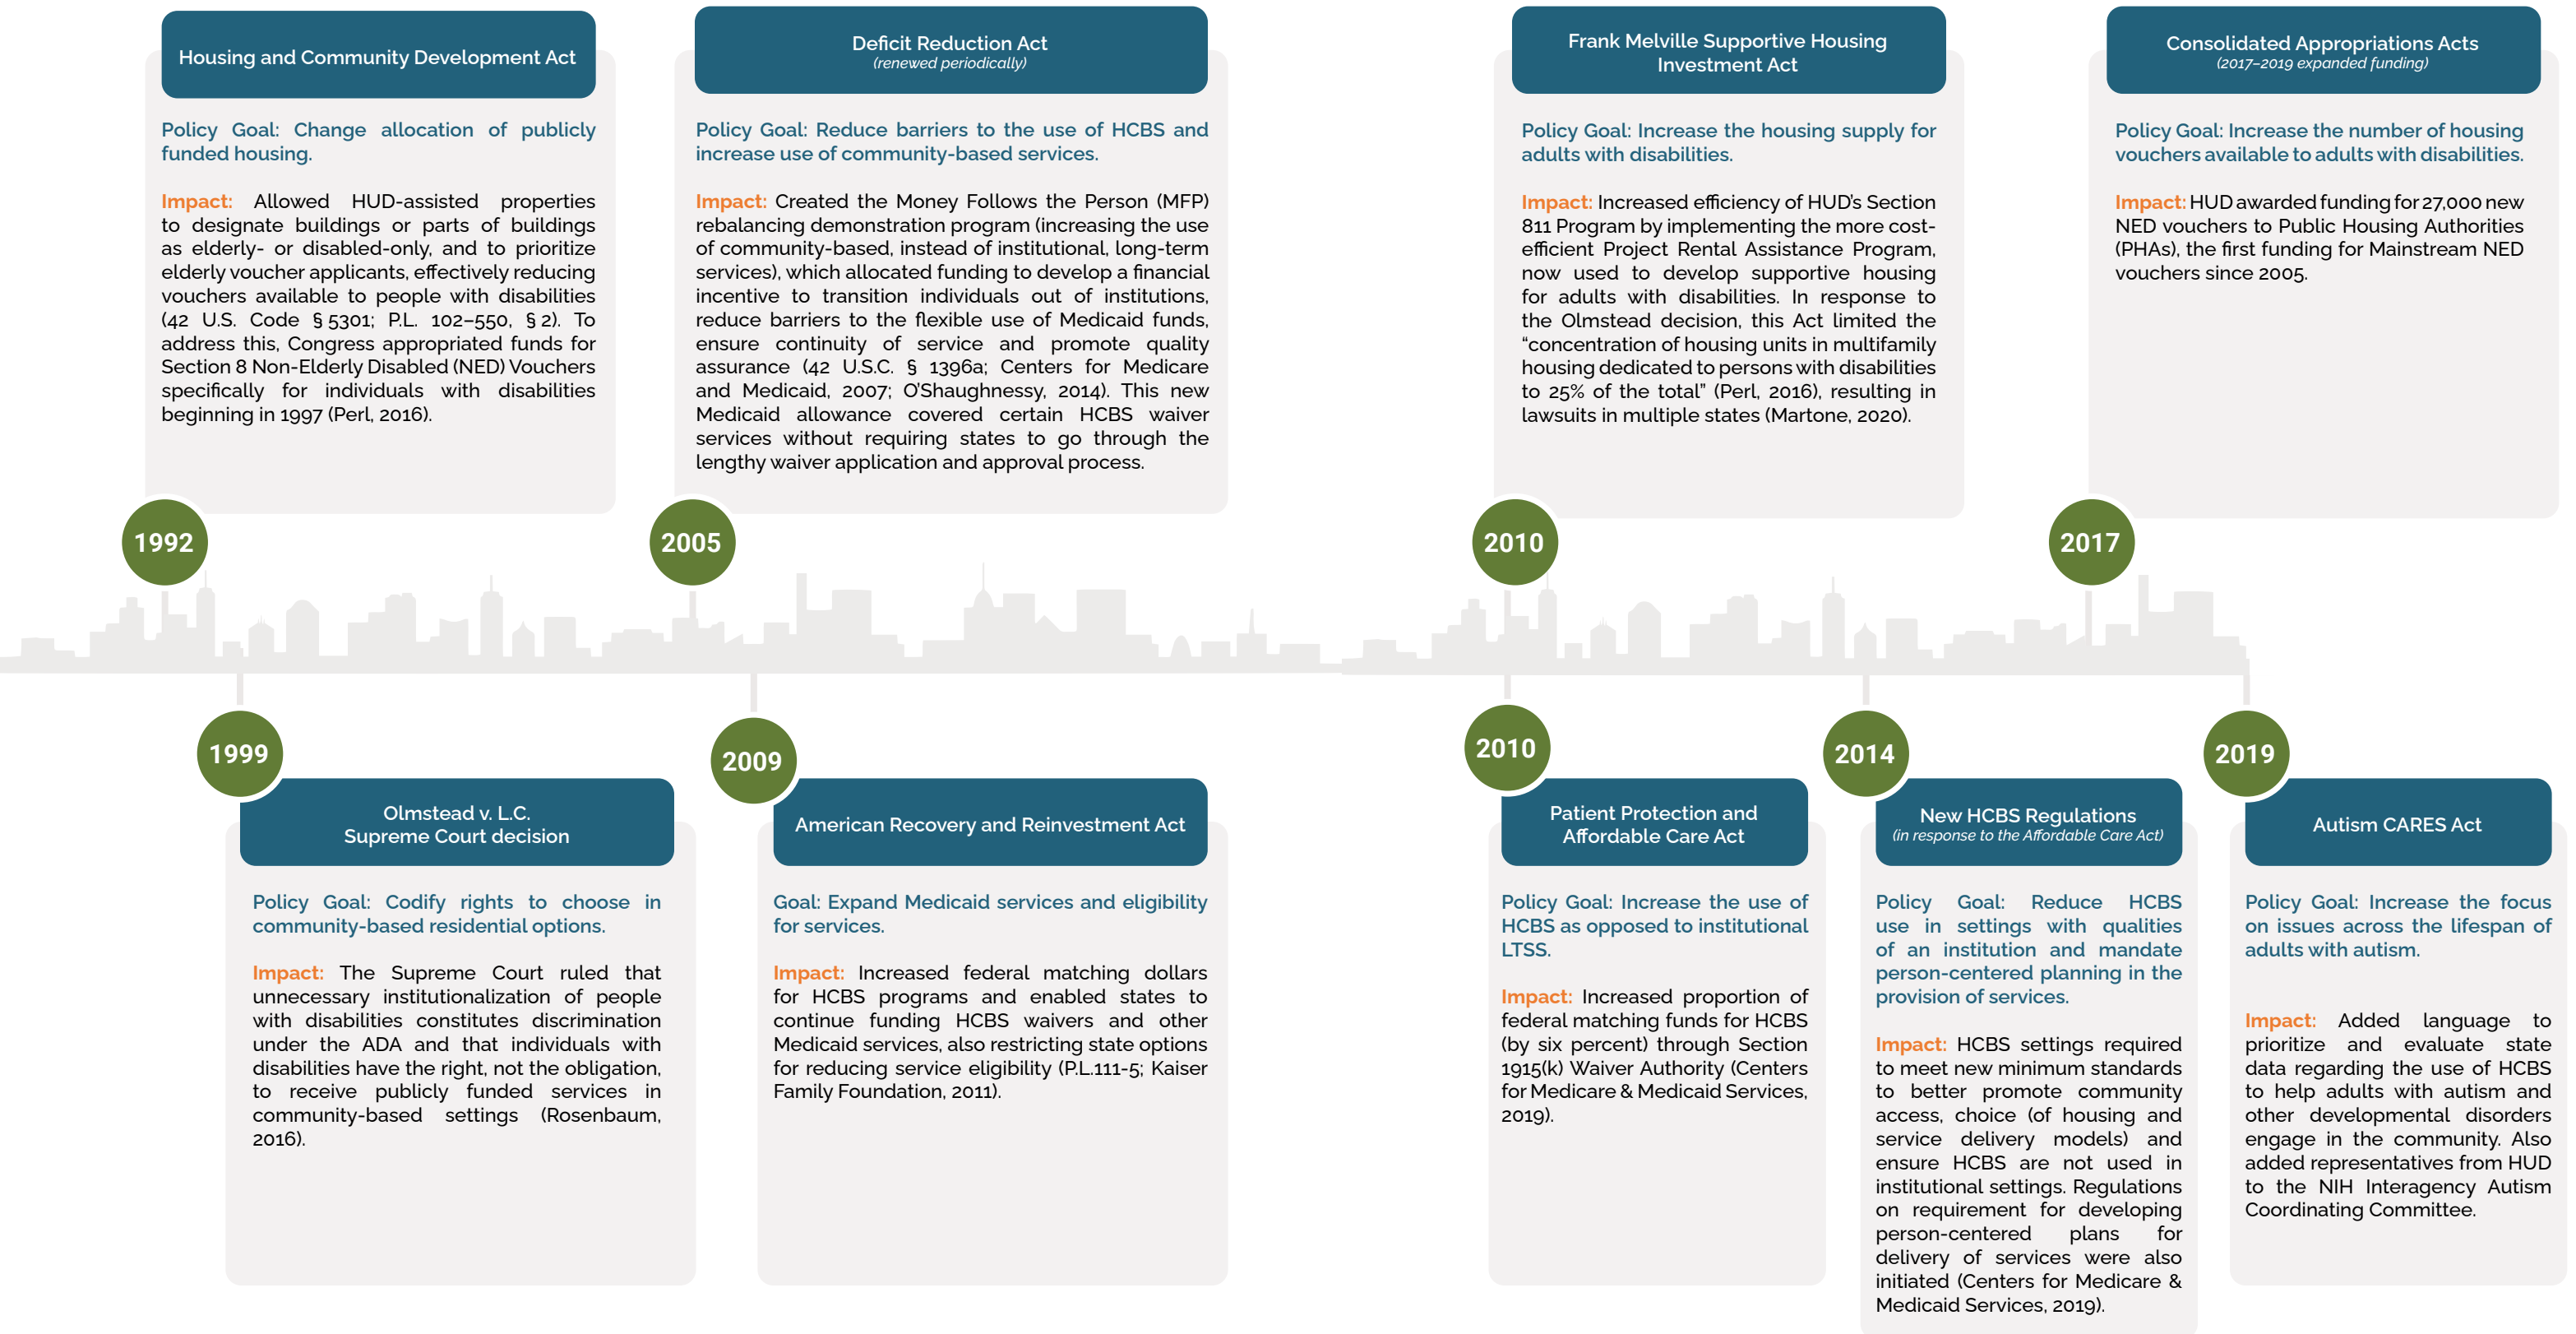 Housing and Community Development Act
Policy Goal: Change allocation of publicly
funded housing.
Impact: Allowed HUD-assisted properties
to designate buildings or parts of buildings
as elderly- or disabled-only, and to prioritize
elderly voucher applicants, effectively reducing
vouchers available to people with disabilities
(42 U.S. Code § 5301; P.L. 102–550, § 2). To
address this, Congress appropriated funds for
Section 8 Non-Elderly Disabled (NED) Vouchers
specifically for individuals with disabilities
beginning in 1997 (Perl, 2016).
1992
Deficit Reduction Act
(renewed periodically)
Policy Goal: Reduce barriers to the use of HCBS and
increase use of community-based services.
Impact: Created the Money Follows the Person (MFP)
rebalancing demonstration program (increasing the use
of community-based, instead of institutional, long-term
services), which allocated funding to develop a financial
incentive to transition individuals out of institutions,
reduce barriers to the flexible use of Medicaid funds,
ensure continuity of service and promote quality
assurance (42 U.S.C. § 1396a; Centers for Medicare
and Medicaid, 2007; O'Shaughnessy, 2014). This new
Medicaid allowance covered certain HCBS waiver
services without requiring states to go through the
lengthy waiver application and approval process.
2005
Frank Melville Supportive Housing
Investment Act
Policy Goal: Increase the housing supply for
adults with disabilities.
Impact: Increased efficiency of HUD's Section
811 Program by implementing the more cost-
efficient Project Rental Assistance Program,
now used to develop supportive housing
for adults with disabilities. In response to
the Olmstead decision, this Act limited the
“concentration of housing units in multifamily
housing dedicated to persons with disabilities
to 25% of the total” (Perl, 2016), resulting in
lawsuits in multiple states (Martone, 2020).
2010
Consolidated Appropriations Acts
(2017–2019 expanded funding)
Policy Goal: Increase the number of housing
vouchers available to adults with disabilities.
Impact: HUD awarded funding for 27,000 new
NED vouchers to Public Housing Authorities
(PHAs), the first funding for Mainstream NED
vouchers since 2005.
2017
1999
Olmstead v. L.C.
Supreme Court decision
Policy Goal: Codify rights to choose in
community-based residential options.
Impact: The Supreme Court ruled that
unnecessary institutionalization of people
with disabilities constitutes discrimination
under the ADA and that individuals with
disabilities have the right, not the obligation,
to receive publicly funded services in
community-based settings (Rosenbaum,
2016).
2009
American Recovery and Reinvestment Act
Goal: Expand Medicaid services and eligibility
for services.
Impact: Increased federal matching dollars
for HCBS programs and enabled states to
continue funding HCBS waivers and other
Medicaid services, also restricting state options
for reducing service eligibility (P.L.111-5; Kaiser
Family Foundation, 2011).
2010
Patient Protection and
Affordable Care Act
Policy Goal: Increase the use of
HCBS as opposed to institutional
LTSS.
Impact: Increased proportion of
federal matching funds for HCBS
(by six percent) through Section
1915(k) Waiver Authority (Centers
for Medicare & Medicaid Services,
2019).
2014
New HCBS Regulations
(in response to the Affordable Care Act)
Policy Goal: Reduce HCBS
use in settings with qualities
of an institution and mandate
person-centered planning in the
provision of services.
Impact: HCBS settings required
to meet new minimum standards
to better promote community
access, choice (of housing and
service delivery models) and
ensure HCBS are not used in
institutional settings. Regulations
on requirement for developing
person-centered plans for
delivery of services were also
initiated (Centers for Medicare &
Medicaid Services, 2019).
2019
Autism CARES Act
Policy Goal: Increase the focus
on issues across the lifespan of
adults with autism.
Impact: Added language to
prioritize and evaluate state
data regarding the use of HCBS
to help adults with autism and
other developmental disorders
engage in the community. Also
added representatives from HUD
to the NIH Interagency Autism
Coordinating Committee.